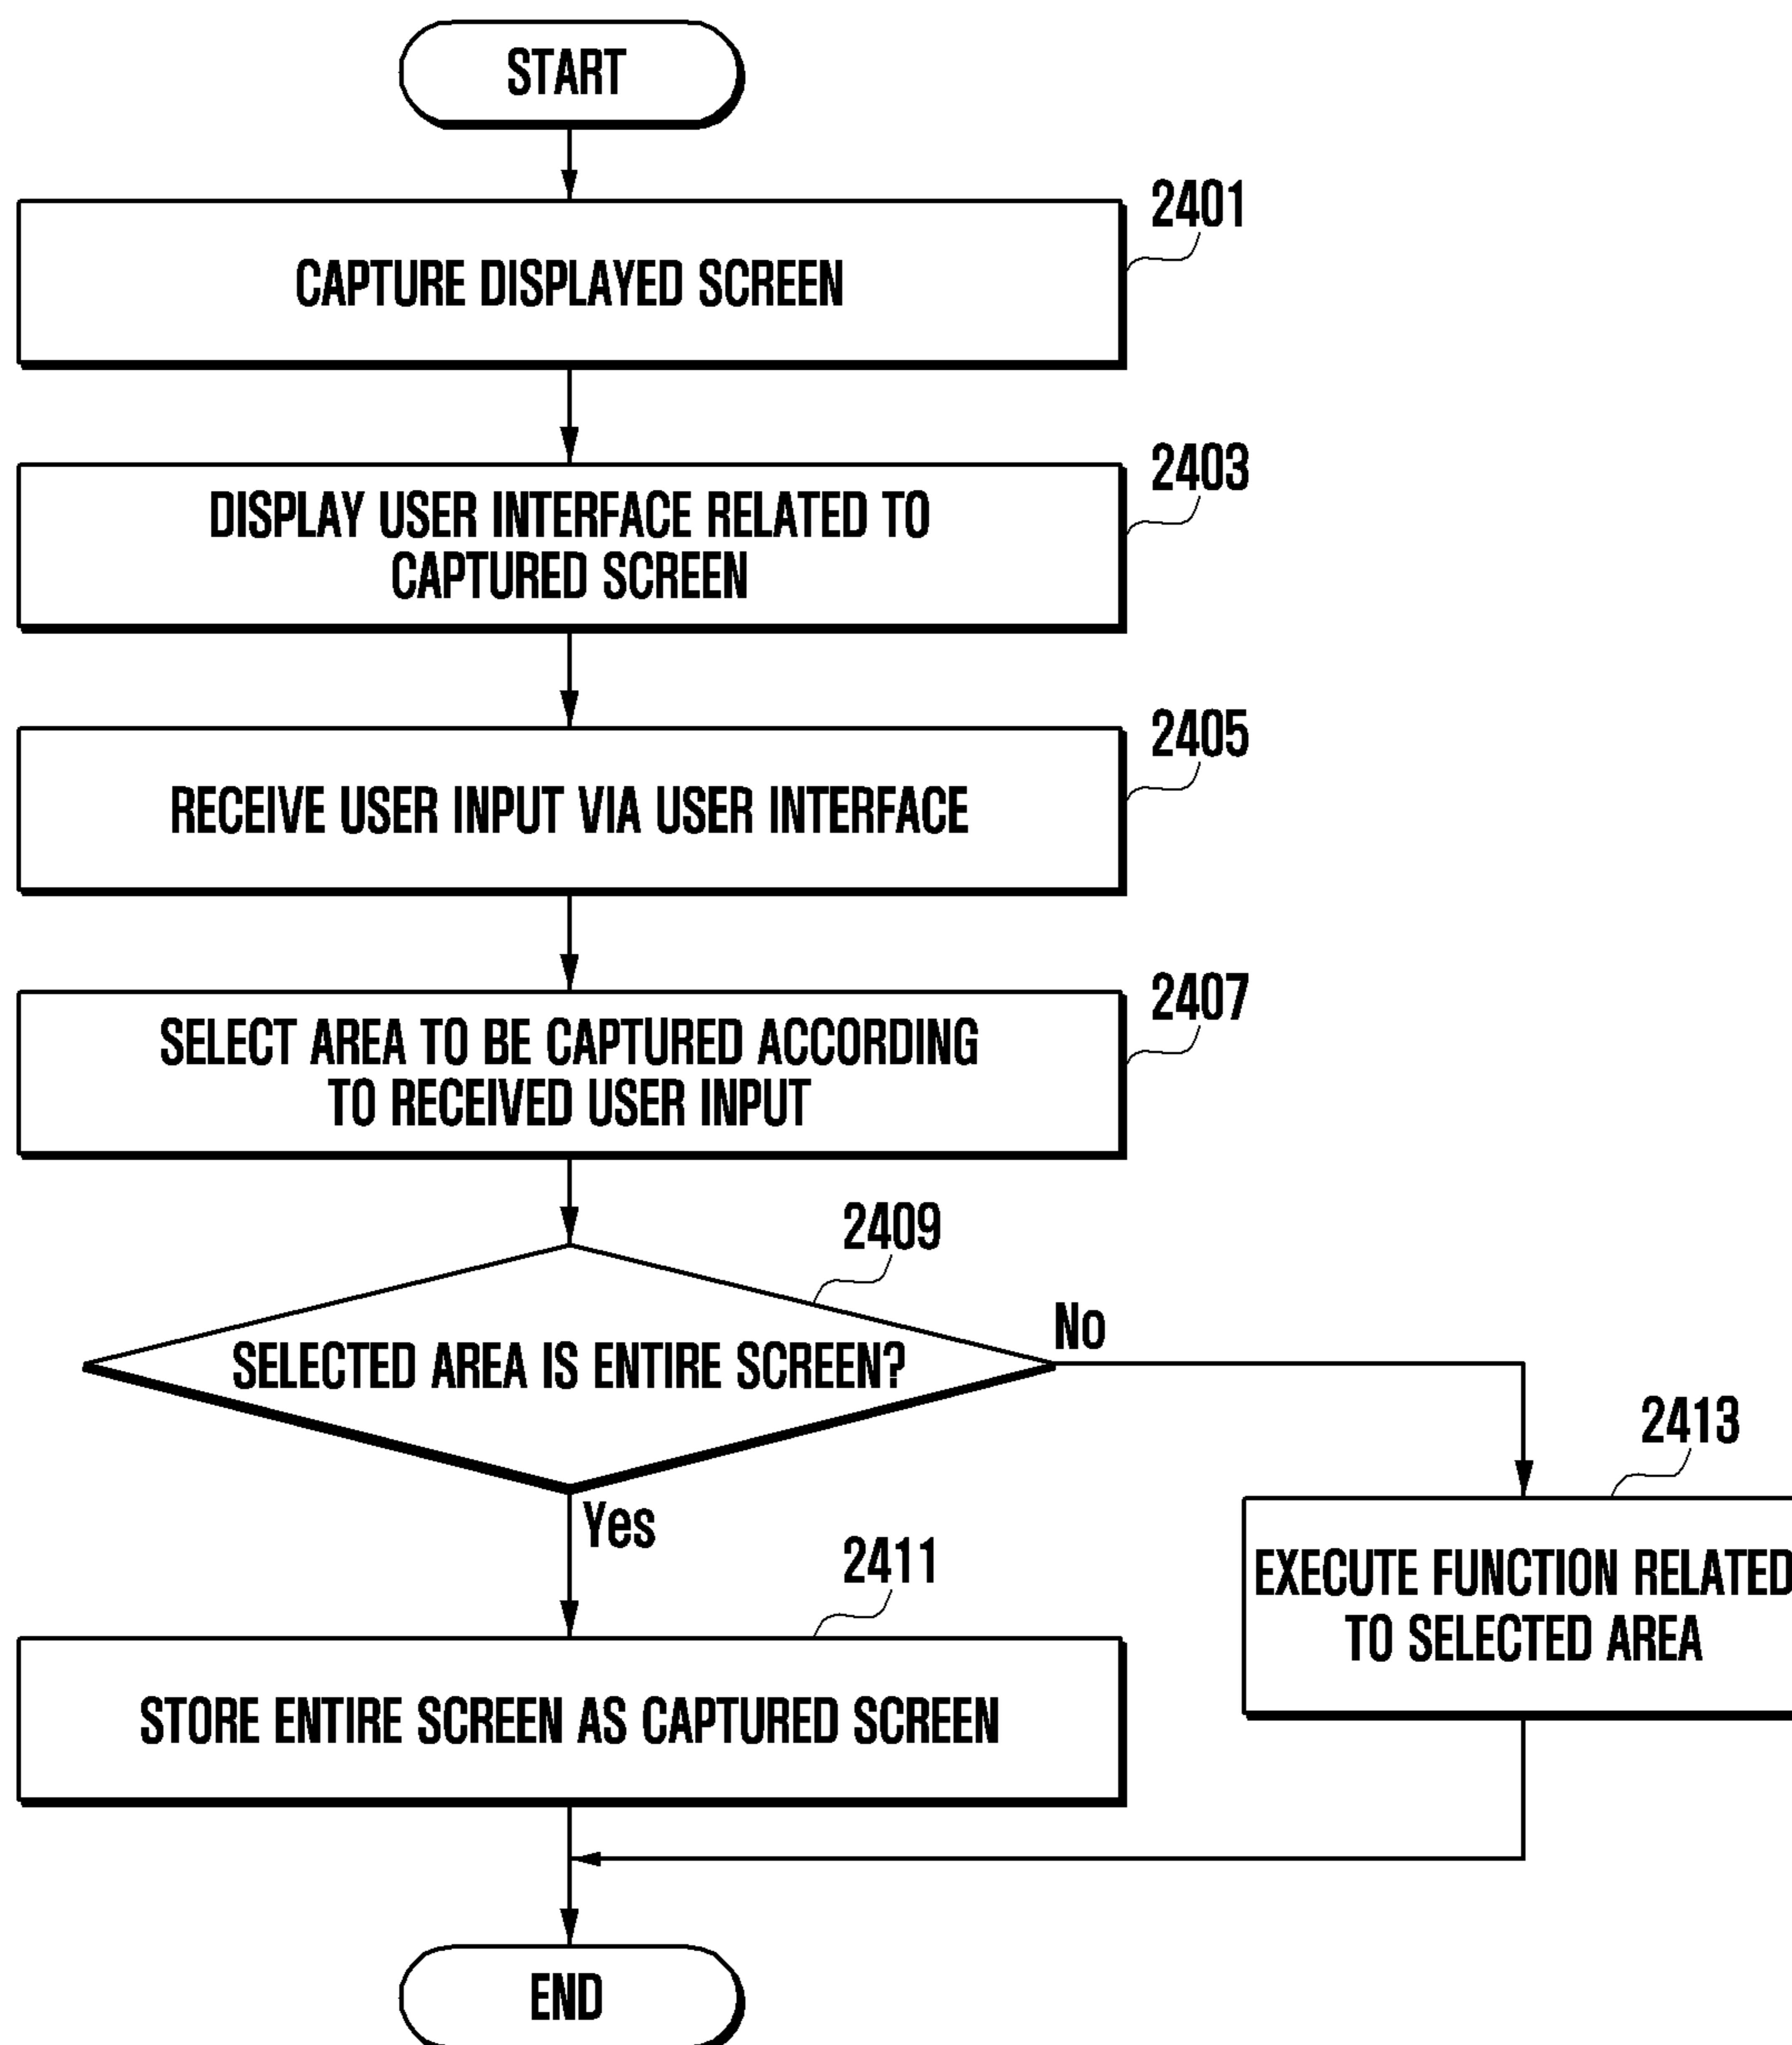 START
2401
CAPTURE DISPLAYED SCREEN
2403
DISPLAY USER INTERFACE RELATED TO
CAPTURED SCREEN
2405
RECEIVE USER INPUT VIA USER INTERFACE
2407
SELECT AREA TO BE CAPTURED ACCORDING
TO RECEIVED USER INPUT
2409
SELECTED AREA IS ENTIRE SCREEN?
No
Yes
2413
EXECUTE FUNCTION RELATED
TO SELECTED AREA
2411
STORE ENTIRE SCREEN AS CAPTURED SCREEN
END